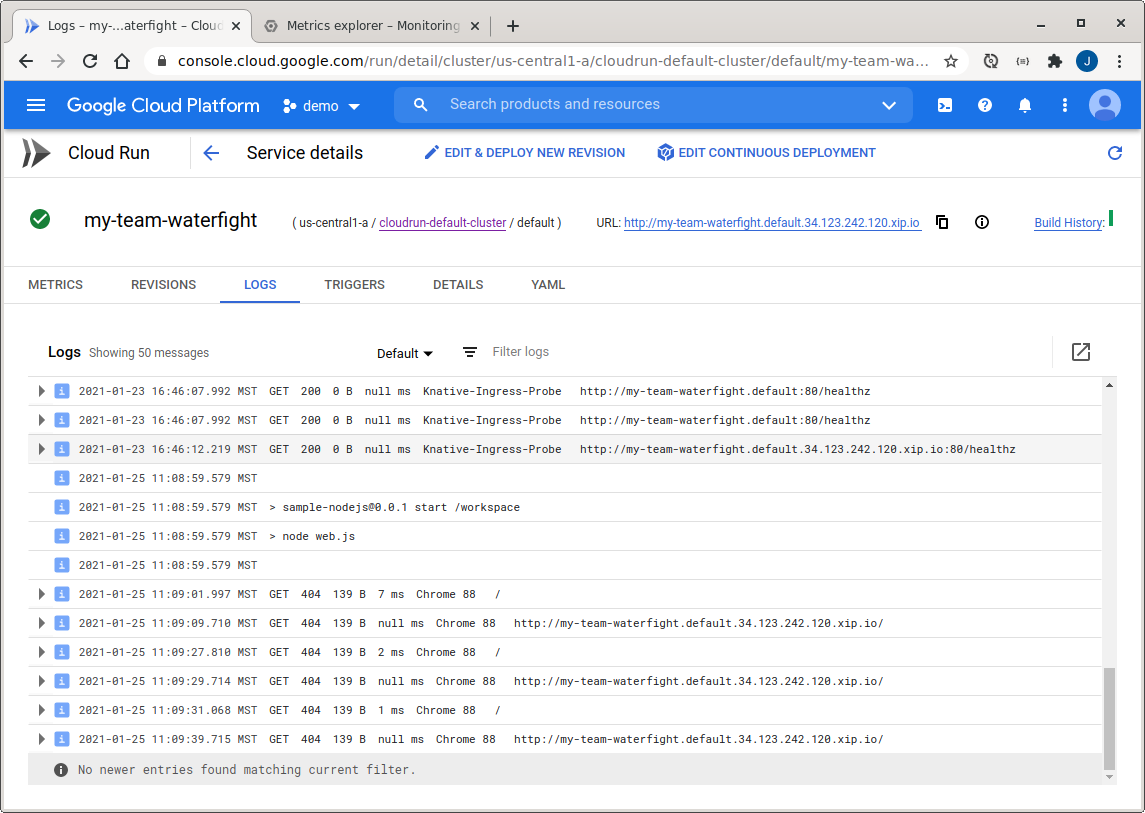 Logs – my-...aterfight – Cloud
Metrics explorer – Monitoring
console.cloud.google.com/run/detail/cluster/us-central1-a/cloudrun-default-cluster/default/my-team-wa...
J
Google Cloud Platform
demo
Search products and resources
Cloud Run
Service details
EDIT & DEPLOY NEW REVISION
EDIT CONTINUOUS DEPLOYMENT
my-team-waterfight
( us-central1-a / cloudrun-default-cluster / default )
URL: http://my-team-waterfight.default.34.123.242.120.xip.io
Build History:
METRICS
REVISIONS
LOGS
TRIGGERS
DETAILS
YAML
Logs
Showing 50 messages
Default
Filter logs
i 2021-01-23 16:46:07.992 MST GET 200 0 B null ms Knative-Ingress-Probe http://my-team-waterfight.default:80/healthz
i 2021-01-23 16:46:07.992 MST GET 200 0 B null ms Knative-Ingress-Probe http://my-team-waterfight.default:80/healthz
i 2021-01-23 16:46:12.219 MST GET 200 0 B null ms Knative-Ingress-Probe http://my-team-waterfight.default.34.123.242.120.xip.io:80/healthz
i 2021-01-25 11:08:59.579 MST
i 2021-01-25 11:08:59.579 MST > sample-nodejs@0.0.1 start /workspace
i 2021-01-25 11:08:59.579 MST > node web.js
i 2021-01-25 11:08:59.579 MST
i 2021-01-25 11:09:01.997 MST GET 404 139 B 7 ms Chrome 88 /
i 2021-01-25 11:09:09.710 MST GET 404 139 B null ms Chrome 88 http://my-team-waterfight.default.34.123.242.120.xip.io/
i 2021-01-25 11:09:27.810 MST GET 404 139 B 2 ms Chrome 88 /
i 2021-01-25 11:09:29.714 MST GET 404 139 B null ms Chrome 88 http://my-team-waterfight.default.34.123.242.120.xip.io/
i 2021-01-25 11:09:31.068 MST GET 404 139 B 1 ms Chrome 88 /
i 2021-01-25 11:09:39.715 MST GET 404 139 B null ms Chrome 88 http://my-team-waterfight.default.34.123.242.120.xip.io/
No newer entries found matching current filter.